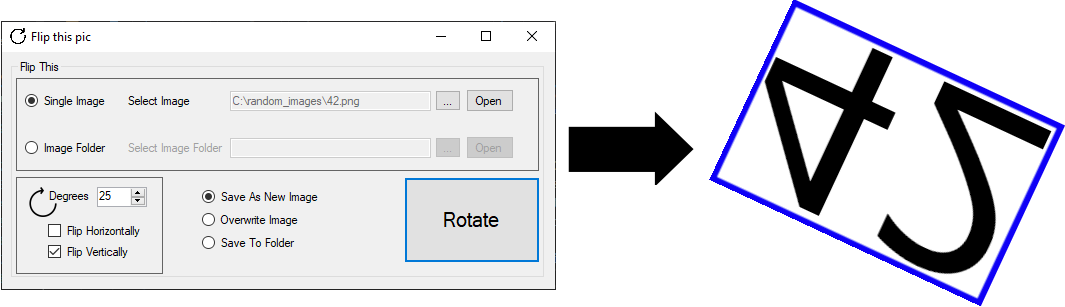 Flip this pic
Flip This
Single Image Select Image C:\random_images\42.png ... Open
Image Folder Select Image Folder ... Open
Degrees 25
Flip Horizontally
Flip Vertically
Save As New Image
Overwrite Image
Save To Folder
Rotate
42